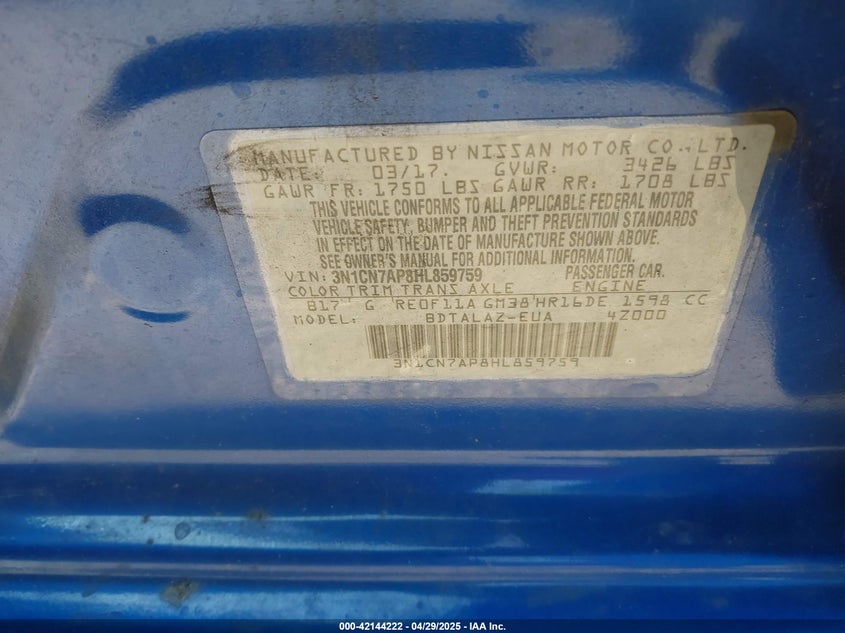 MANUFACTURED BY NISSAN MOTOR CO.,LTD.
DATE: 03/17. GVWR: 3426 LBS
GAWR FR: 1750 LBS GAWR RR: 1708 LBS
THIS VEHICLE CONFORMS TO ALL APPLICABLE FEDERAL MOTOR
VEHICLE SAFETY, BUMPER AND THEFT PREVENTION STANDARDS
IN EFFECT ON THE DATE OF MANUFACTURE SHOWN ABOVE.
SEE OWNER'S MANUAL FOR ADDITIONAL INFORMATION.
VIN: 3N1CN7AP8HL859759 PASSENGER CAR.
COLOR TRIM TRANS AXLE ENGINE
B17 G RE0F11A GM38 HR16DE 1598 CC
MODEL: BDTALAZ-EUA 4Z000
3N1CN7AP8HL859759
000-42144222 04/29/2025 - IAA Inc.